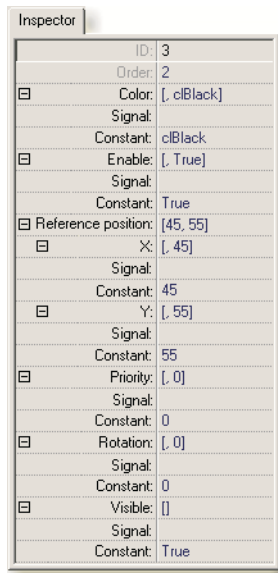 Inspector
ID: 3
Order: 2
Color: [, clBlack]
Signal:
Constant: clBlack
Enable: [, True]
Signal:
Constant: True
Reference position: [45, 55]
X: [, 45]
Signal:
Constant: 45
Y: [, 55]
Signal:
Constant: 55
Priority: [, 0]
Signal:
Constant: 0
Rotation: [, 0]
Signal:
Constant: 0
Visible: []
Signal:
Constant: True